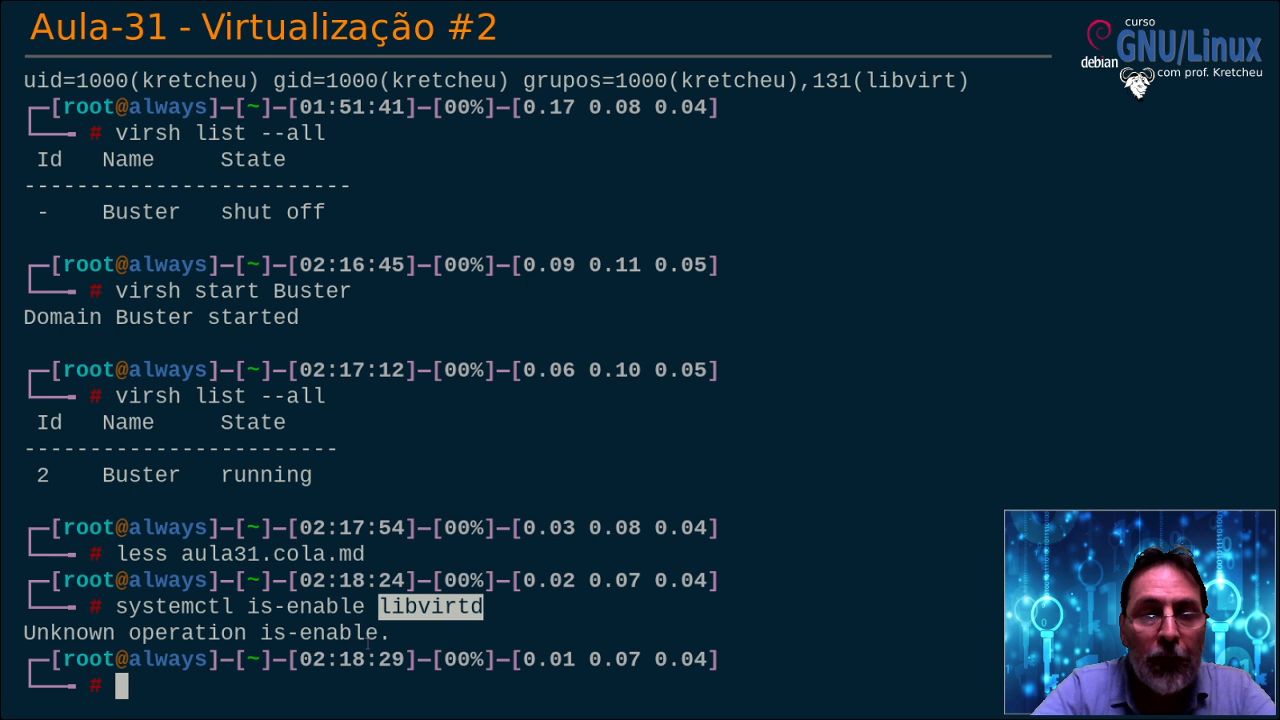 Aula-31 - Virtualização #2
curso
GNU/Linux
debian
com prof. Kretcheu
uid=1000(kretcheu) gid=1000(kretcheu) grupos=1000(kretcheu),131(libvirt)
[root@always]—[~]—[01:51:41]—[00%]—[0.17 0.08 0.04]
# virsh list --all
Id Name State
-------------------------
- Buster shut off
[root@always]—[~]—[02:16:45]—[00%]—[0.09 0.11 0.05]
# virsh start Buster
Domain Buster started
[root@always]—[~]—[02:17:12]—[00%]—[0.06 0.10 0.05]
# virsh list --all
Id Name State
------------------------
2 Buster running
[root@always]—[~]—[02:17:54]—[00%]—[0.03 0.08 0.04]
# less aula31.cola.md
[root@always]—[~]—[02:18:24]—[00%]—[0.02 0.07 0.04]
# systemctl is-enable libvirtd
Unknown operation is-enable.
[root@always]—[~]—[02:18:29]—[00%]—[0.01 0.07 0.04]
#